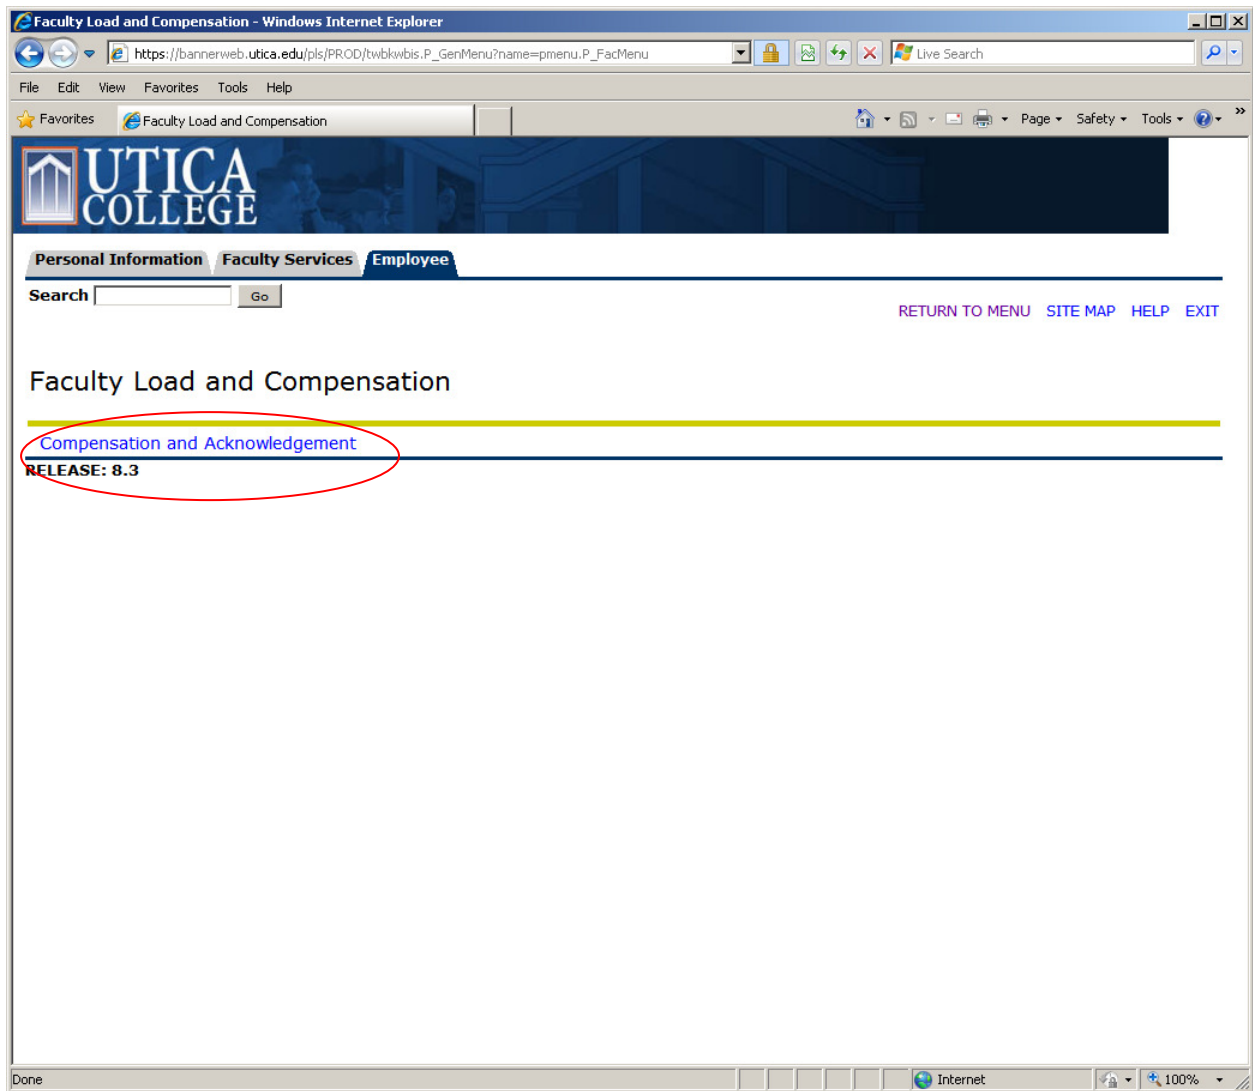 Faculty Load and Compensation - Windows Internet Explorer
https://bannerweb.utica.edu/pls/PROD/twbkwbis.P_GenMenu?name=pmenu.P_FacMenu
Live Search
File Edit View Favorites Tools Help
Favorites Faculty Load and Compensation Page Safety Tools »
UTICA
COLLEGE
Personal Information Faculty Services Employee
Search Go
RETURN TO MENU SITE MAP HELP EXIT
Faculty Load and Compensation
Compensation and Acknowledgement
RELEASE: 8.3
Done Internet 100%